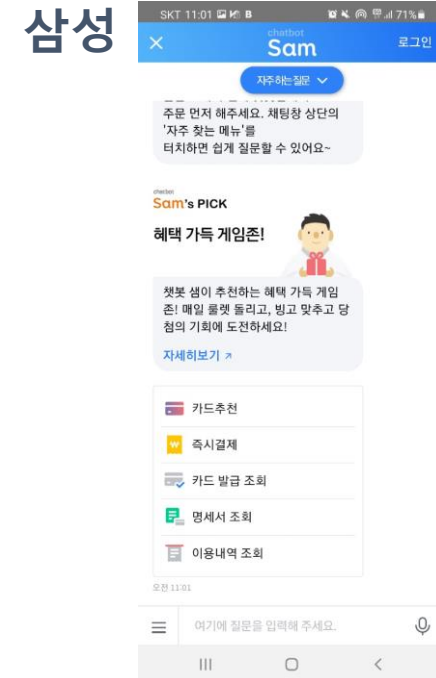 삼성
SKT 11:01 B 71%
chatbot
Sam
로그인
자주하는질문
주문 먼저 해주세요. 채팅창 상단의
'자주 찾는 메뉴'를
터치하면 쉽게 질문할 수 있어요~
chatbot
Sam's PICK
혜택 가득 게임존!
챗봇 샘이 추천하는 혜택 가득 게임
존! 매일 룰렛 돌리고, 빙고 맞추고 당
첨의 기회에 도전하세요!
자세히보기
카드추천
즉시결제
카드 발급 조회
명세서 조회
이용내역 조회
오전 11:01
여기에 질문을 입력해 주세요.